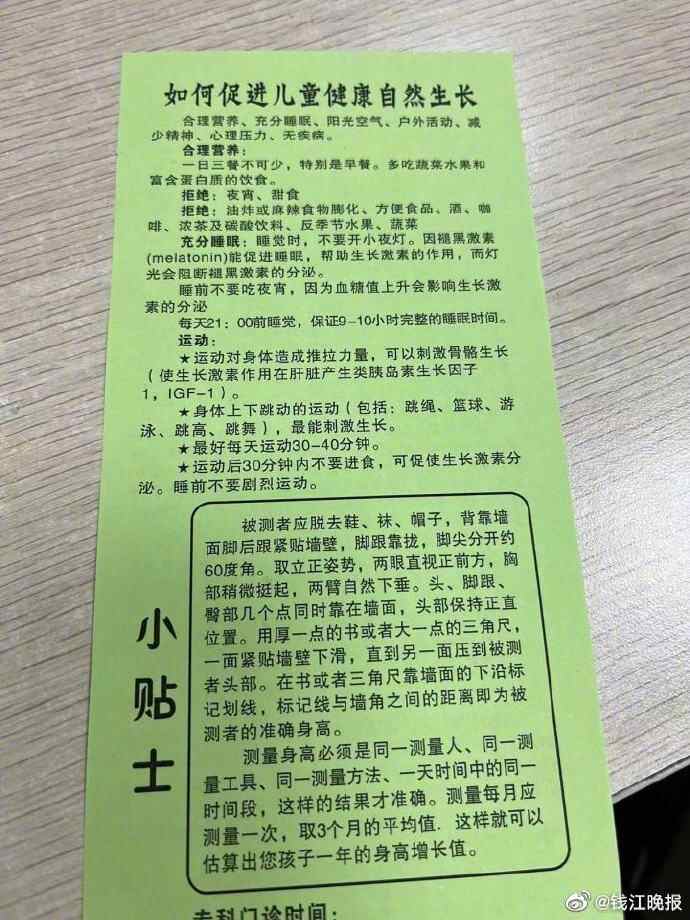 如何促进儿童健康自然生长
合理营养、充分睡眠、阳光空气、户外活动、减
少精神、心理压力、无疾病。
合理营养：
一日三餐不可少，特别是早餐。多吃蔬菜水果和
富含蛋白质的饮食。
拒绝：夜宵、甜食
拒绝：油炸或麻辣食物膨化、方便食品、酒、咖
啡、浓茶及碳酸饮料、反季节水果、蔬菜
充分睡眠：睡觉时，不要开小夜灯。因褪黑激素
(melatonin)能促进睡眠，帮助生长激素的作用，而灯
光会阻断褪黑激素的分泌。
睡前不要吃夜宵，因为血糖值上升会影响生长激
素的分泌
每天21：00前睡觉，保证9-10小时完整的睡眠时间。
运动：
★运动对身体造成推拉力量，可以刺激骨骼生长
（使生长激素作用在肝脏产生类胰岛素生长因子
1，IGF-1）。
★身体上下跳动的运动（包括：跳绳、篮球、游
泳、跳高、跳舞），最能刺激生长。
★最好每天运动30-40分钟。
★运动后30分钟内不要进食，可促使生长激素分
泌。睡前不要剧烈运动。
小贴士
被测者应脱去鞋、袜、帽子，背靠墙
面脚后跟紧贴墙壁，脚跟靠拢，脚尖分开约
60度角。取立正姿势，两眼直视正前方，胸
部稍微挺起，两臂自然下垂。头、脚跟、
臀部几个点同时靠在墙面，头部保持正直
位置。用厚一点的书或者大一点的三角尺，
一面紧贴墙壁下滑，直到另一面压到被测
者头部。在书或者三角尺靠墙面的下沿标
记划线，标记线与墙角之间的距离即为被
测者的准确身高。
测量身高必须是同一测量人、同一测
量工具、同一测量方法、一天时间中的同一
时间段，这样的结果才准确。测量每月应
测量一次，取3个月的平均值．这样就可以
估算出您孩子一年的身高增长值。
专科门诊时间：
@钱江晚报